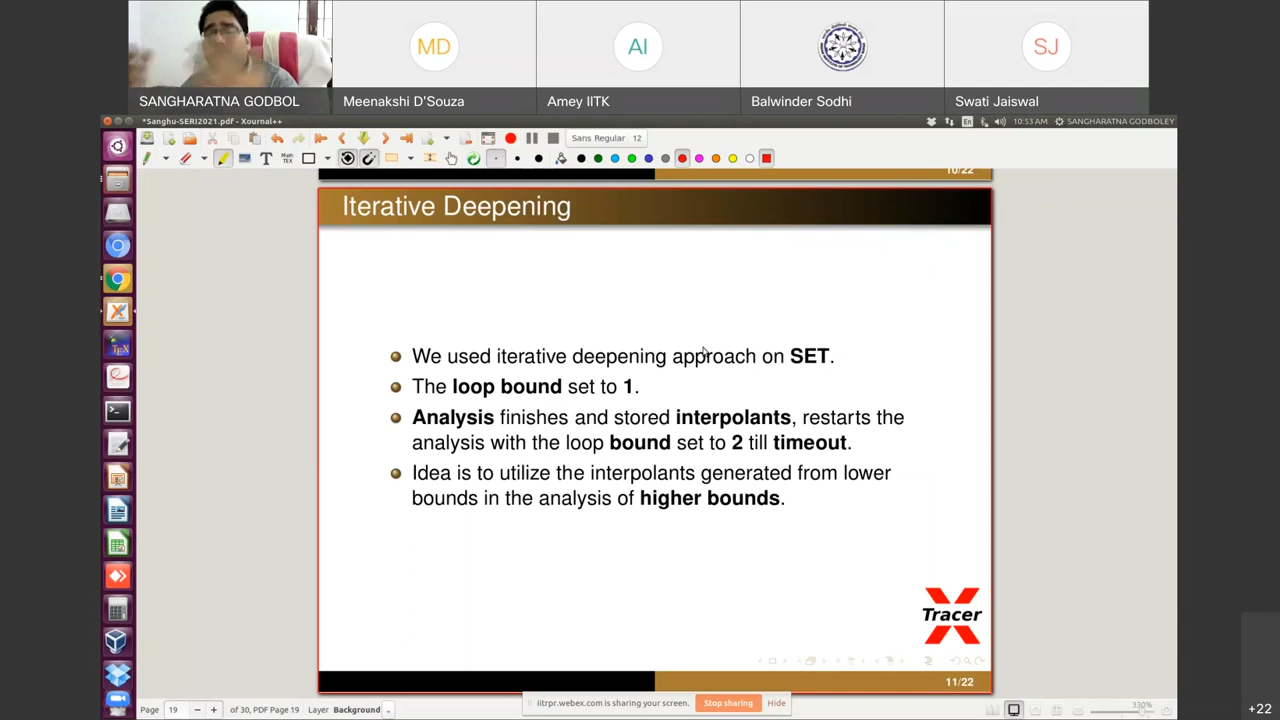 MD
AI
SJ
SANGHARATNA GODBOL
Meenakshi D'Souza
Amey IITK
Balwinder Sodhi
Swati Jaiswal
*Sanghu-SERI2021.pdf - Xournal++
En
10:53 AM
SANGHARATNA GODBOLEY
Sans Regular 12
T
Math TEX
10/22
Iterative Deepening
We used iterative deepening approach on SET.
The loop bound set to 1.
Analysis finishes and stored interpolants, restarts the
analysis with the loop bound set to 2 till timeout.
Idea is to utilize the interpolants generated from lower
bounds in the analysis of higher bounds.
X
Tracer
11/22
iitrpr.webex.com is sharing your screen.
Stop sharing
Hide
Page 19 - + of 30, PDF Page 19 Layer Background
330%
+22